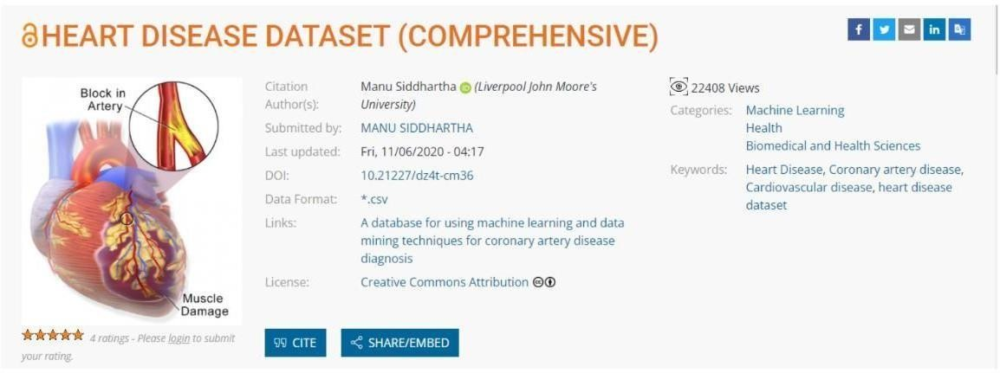 HEART DISEASE DATASET (COMPREHENSIVE)
f
in
Block in
Artery
Muscle
Damage
4 ratings - Please login to submit
your rating.
Citation
Author(s):
Manu Siddhartha iD (Liverpool John Moore's
University)
Submitted by: MANU SIDDHARTHA
Last updated: Fri, 11/06/2020 - 04:17
DOI: 10.21227/dz4t-cm36
Data Format: *.csv
Links: A database for using machine learning and data
mining techniques for coronary artery disease
diagnosis
License: Creative Commons Attribution cc
CITE
SHARE/EMBED
22408 Views
Categories: Machine Learning
Health
Biomedical and Health Sciences
Keywords: Heart Disease, Coronary artery disease,
Cardiovascular disease, heart disease
dataset